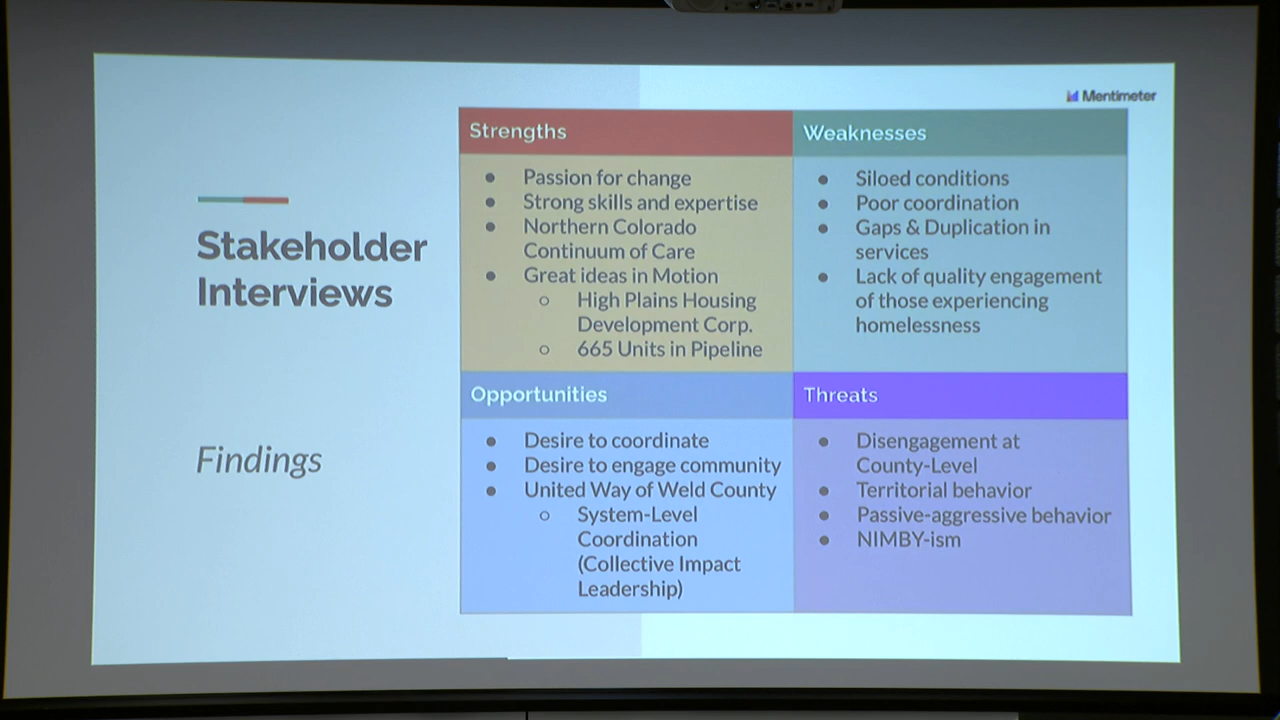 Mentimeter
Stakeholder
Interviews
Findings
Strengths
● Passion for change
● Strong skills and expertise
● Northern Colorado
Continuum of Care
● Great ideas in Motion
○ High Plains Housing
Development Corp.
○ 665 Units in Pipeline
Weaknesses
● Siloed conditions
● Poor coordination
● Gaps & Duplication in
services
● Lack of quality engagement
of those experiencing
homelessness
Opportunities
● Desire to coordinate
● Desire to engage community
● United Way of Weld County
○ System-Level
Coordination
(Collective Impact
Leadership)
Threats
● Disengagement at
County-Level
● Territorial behavior
● Passive-aggressive behavior
● NIMBY-ism